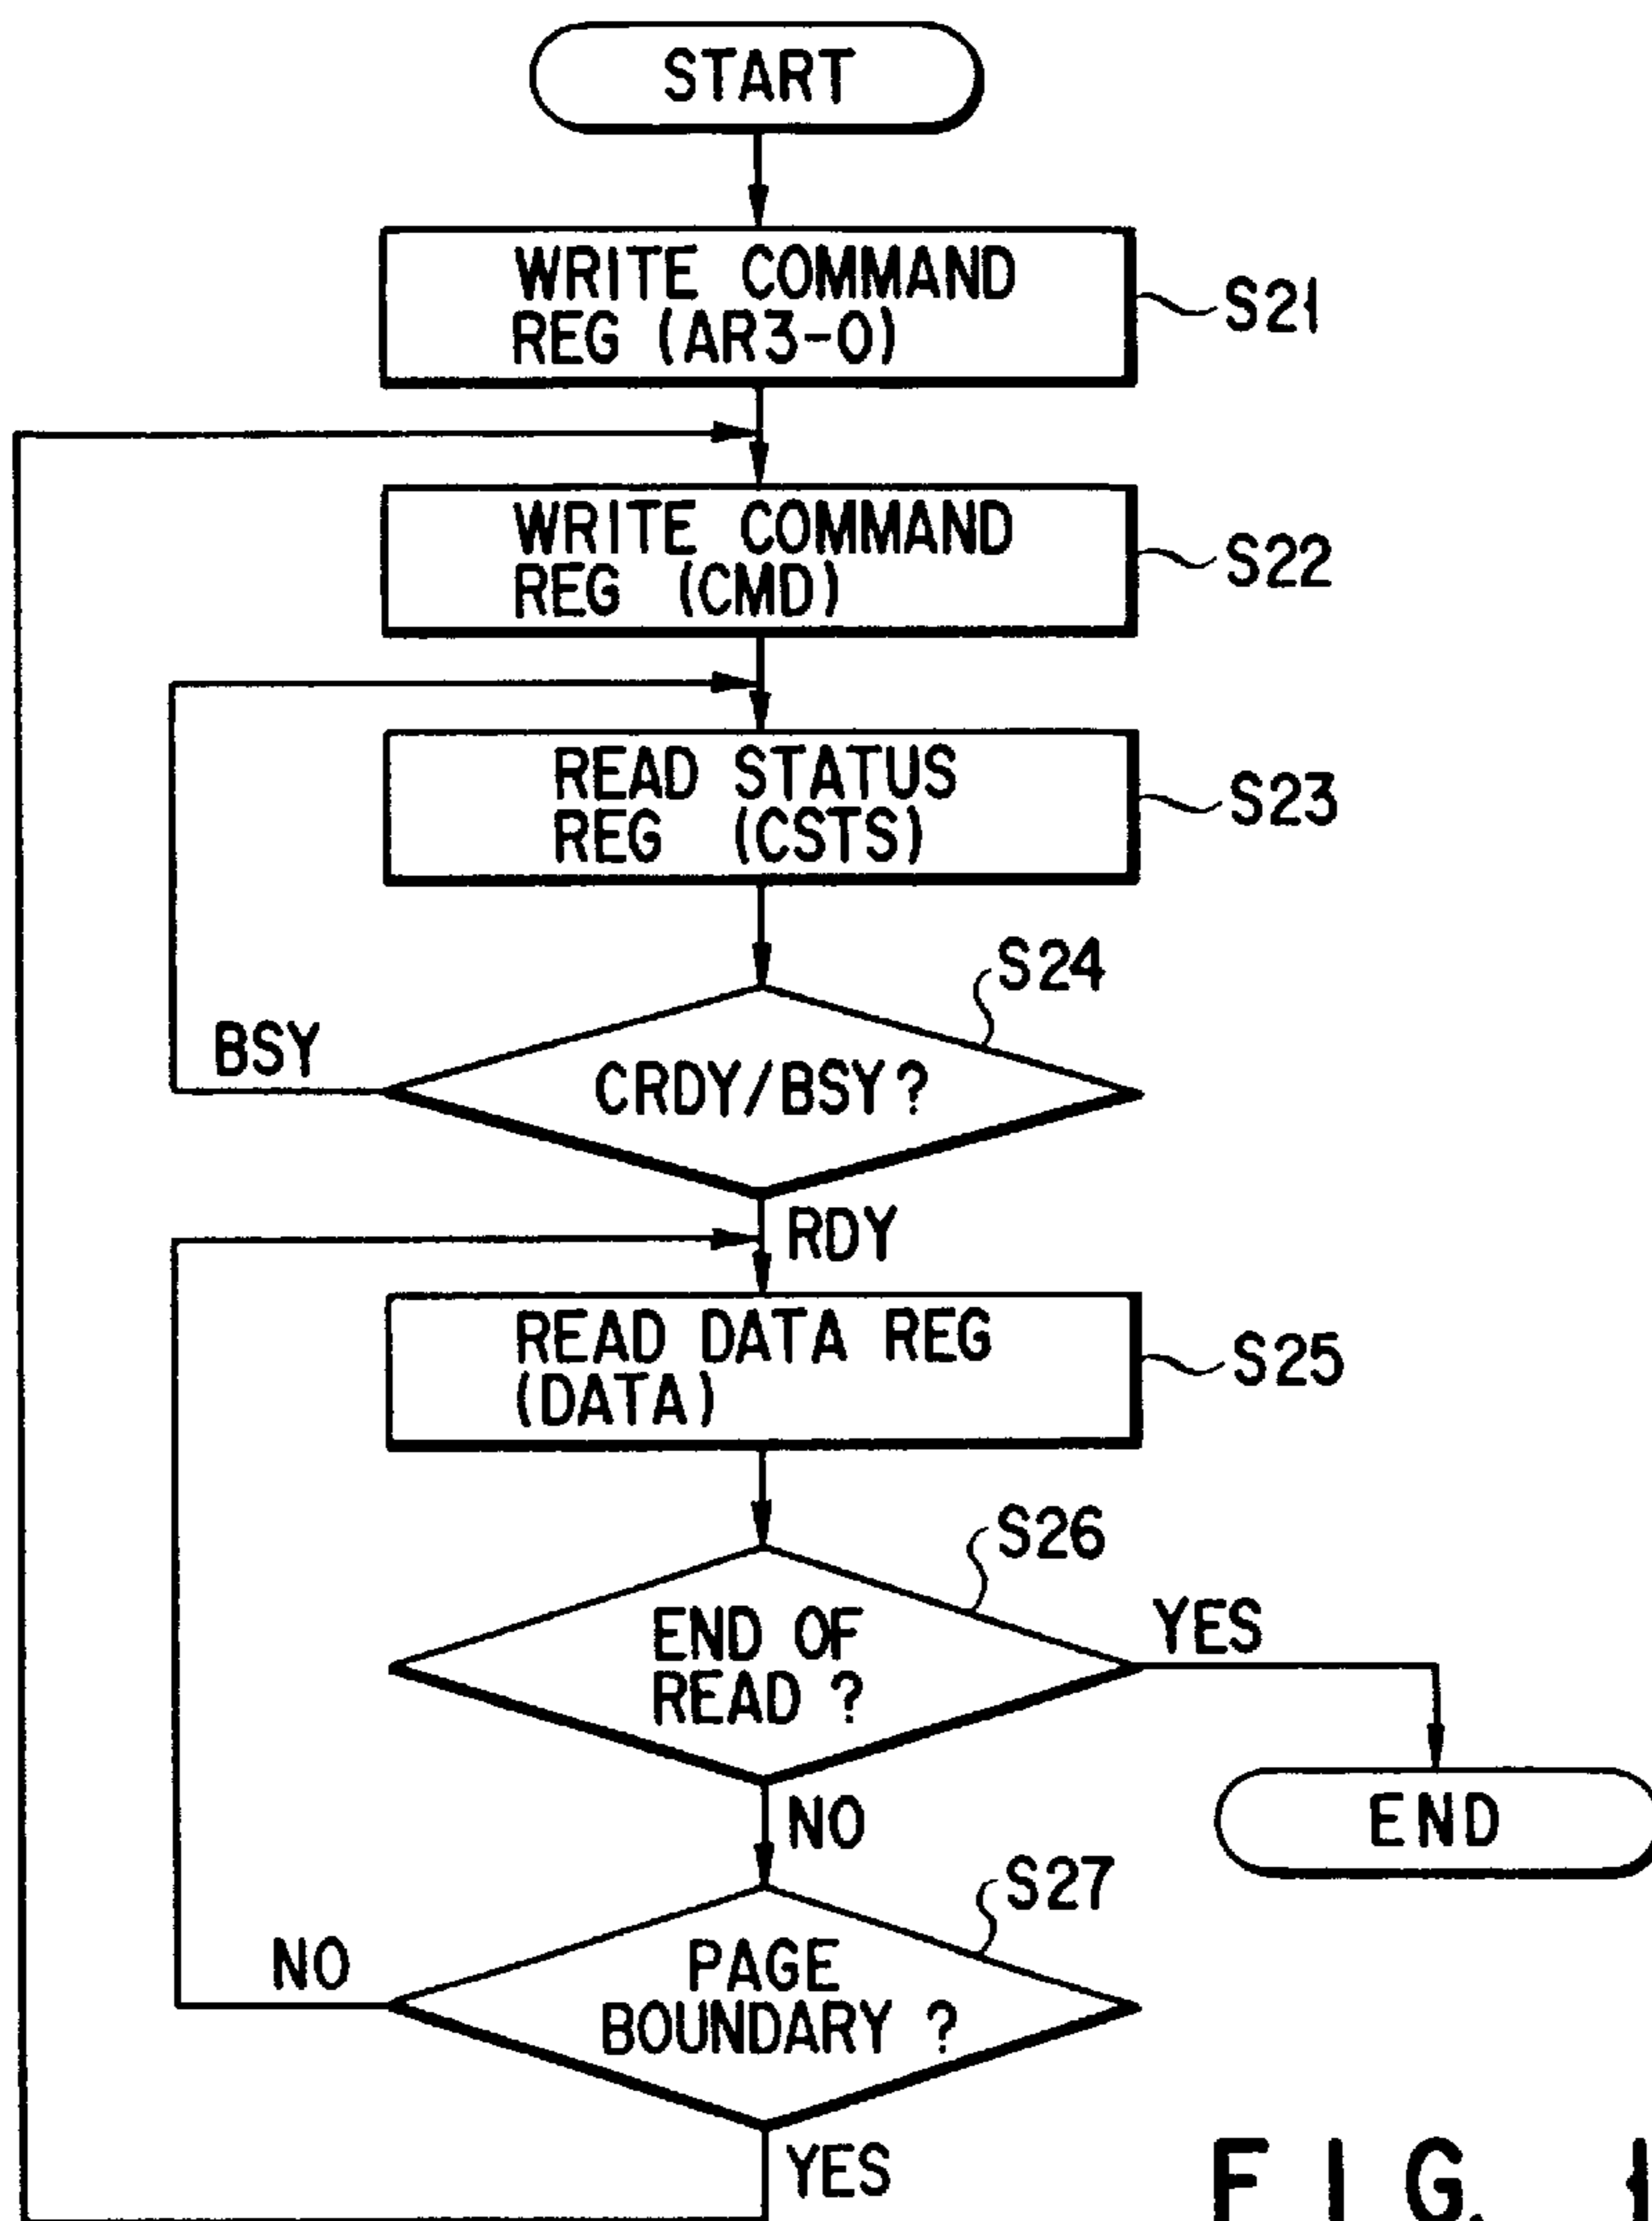 START
WRITE COMMAND
REG (AR3-0)
S21
WRITE COMMAND
REG (CMD)
S22
READ STATUS
REG (CSTS)
S23
S24
BSY
CRDY/BSY?
RDY
READ DATA REG
(DATA)
S25
S26
END OF
READ ?
YES
NO
END
S27
NO
PAGE
BOUNDARY ?
YES
FIG.